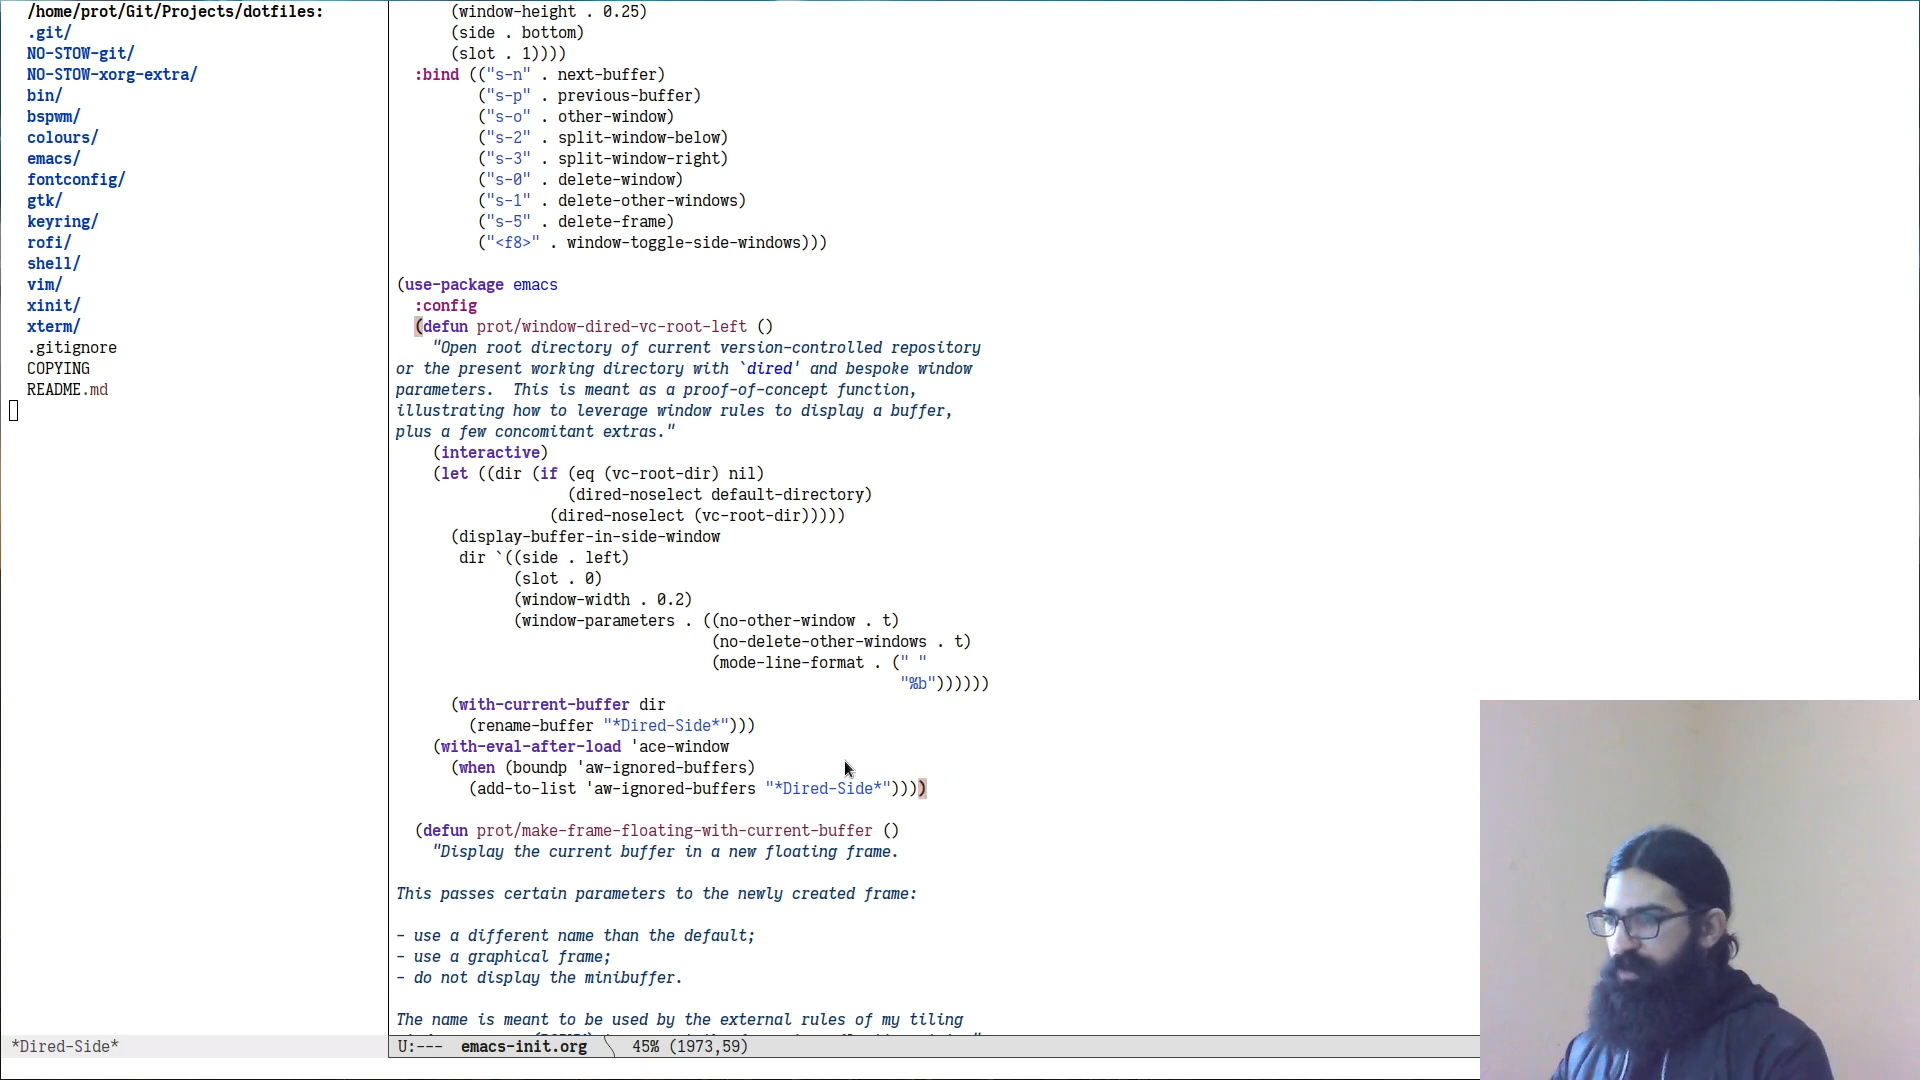 /home/prot/Git/Projects/dotfiles:
.git/
NO-STOW-git/
NO-STOW-xorg-extra/
bin/
bspwm/
colours/
emacs/
fontconfig/
gtk/
keyring/
rofi/
shell/
vim/
xinit/
xterm/
.gitignore
COPYING
README.md
*Dired-Side*
(window-height . 0.25)
(side . bottom)
(slot . 1))))
:bind (("s-n" . next-buffer)
("s-p" . previous-buffer)
("s-o" . other-window)
("s-2" . split-window-below)
("s-3" . split-window-right)
("s-0" . delete-window)
("s-1" . delete-other-windows)
("s-5" . delete-frame)
("<f8>" . window-toggle-side-windows)))
(use-package emacs
:config
(defun prot/window-dired-vc-root-left ()
"Open root directory of current version-controlled repository
or the present working directory with `dired' and bespoke window
parameters.  This is meant as a proof-of-concept function,
illustrating how to leverage window rules to display a buffer,
plus a few concomitant extras."
(interactive)
(let ((dir (if (eq (vc-root-dir) nil)
(dired-noselect default-directory)
(dired-noselect (vc-root-dir)))))
(display-buffer-in-side-window
dir `((side . left)
(slot . 0)
(window-width . 0.2)
(window-parameters . ((no-other-window . t)
(no-delete-other-windows . t)
(mode-line-format . (" "
"%b"))))))
(with-current-buffer dir
(rename-buffer "*Dired-Side*")))
(with-eval-after-load 'ace-window
(when (boundp 'aw-ignored-buffers)
(add-to-list 'aw-ignored-buffers "*Dired-Side*"))))
(defun prot/make-frame-floating-with-current-buffer ()
"Display the current buffer in a new floating frame.
This passes certain parameters to the newly created frame:
- use a different name than the default;
- use a graphical frame;
- do not display the minibuffer.
The name is meant to be used by the external rules of my tiling
U:---  emacs-init.org  45% (1973,59)